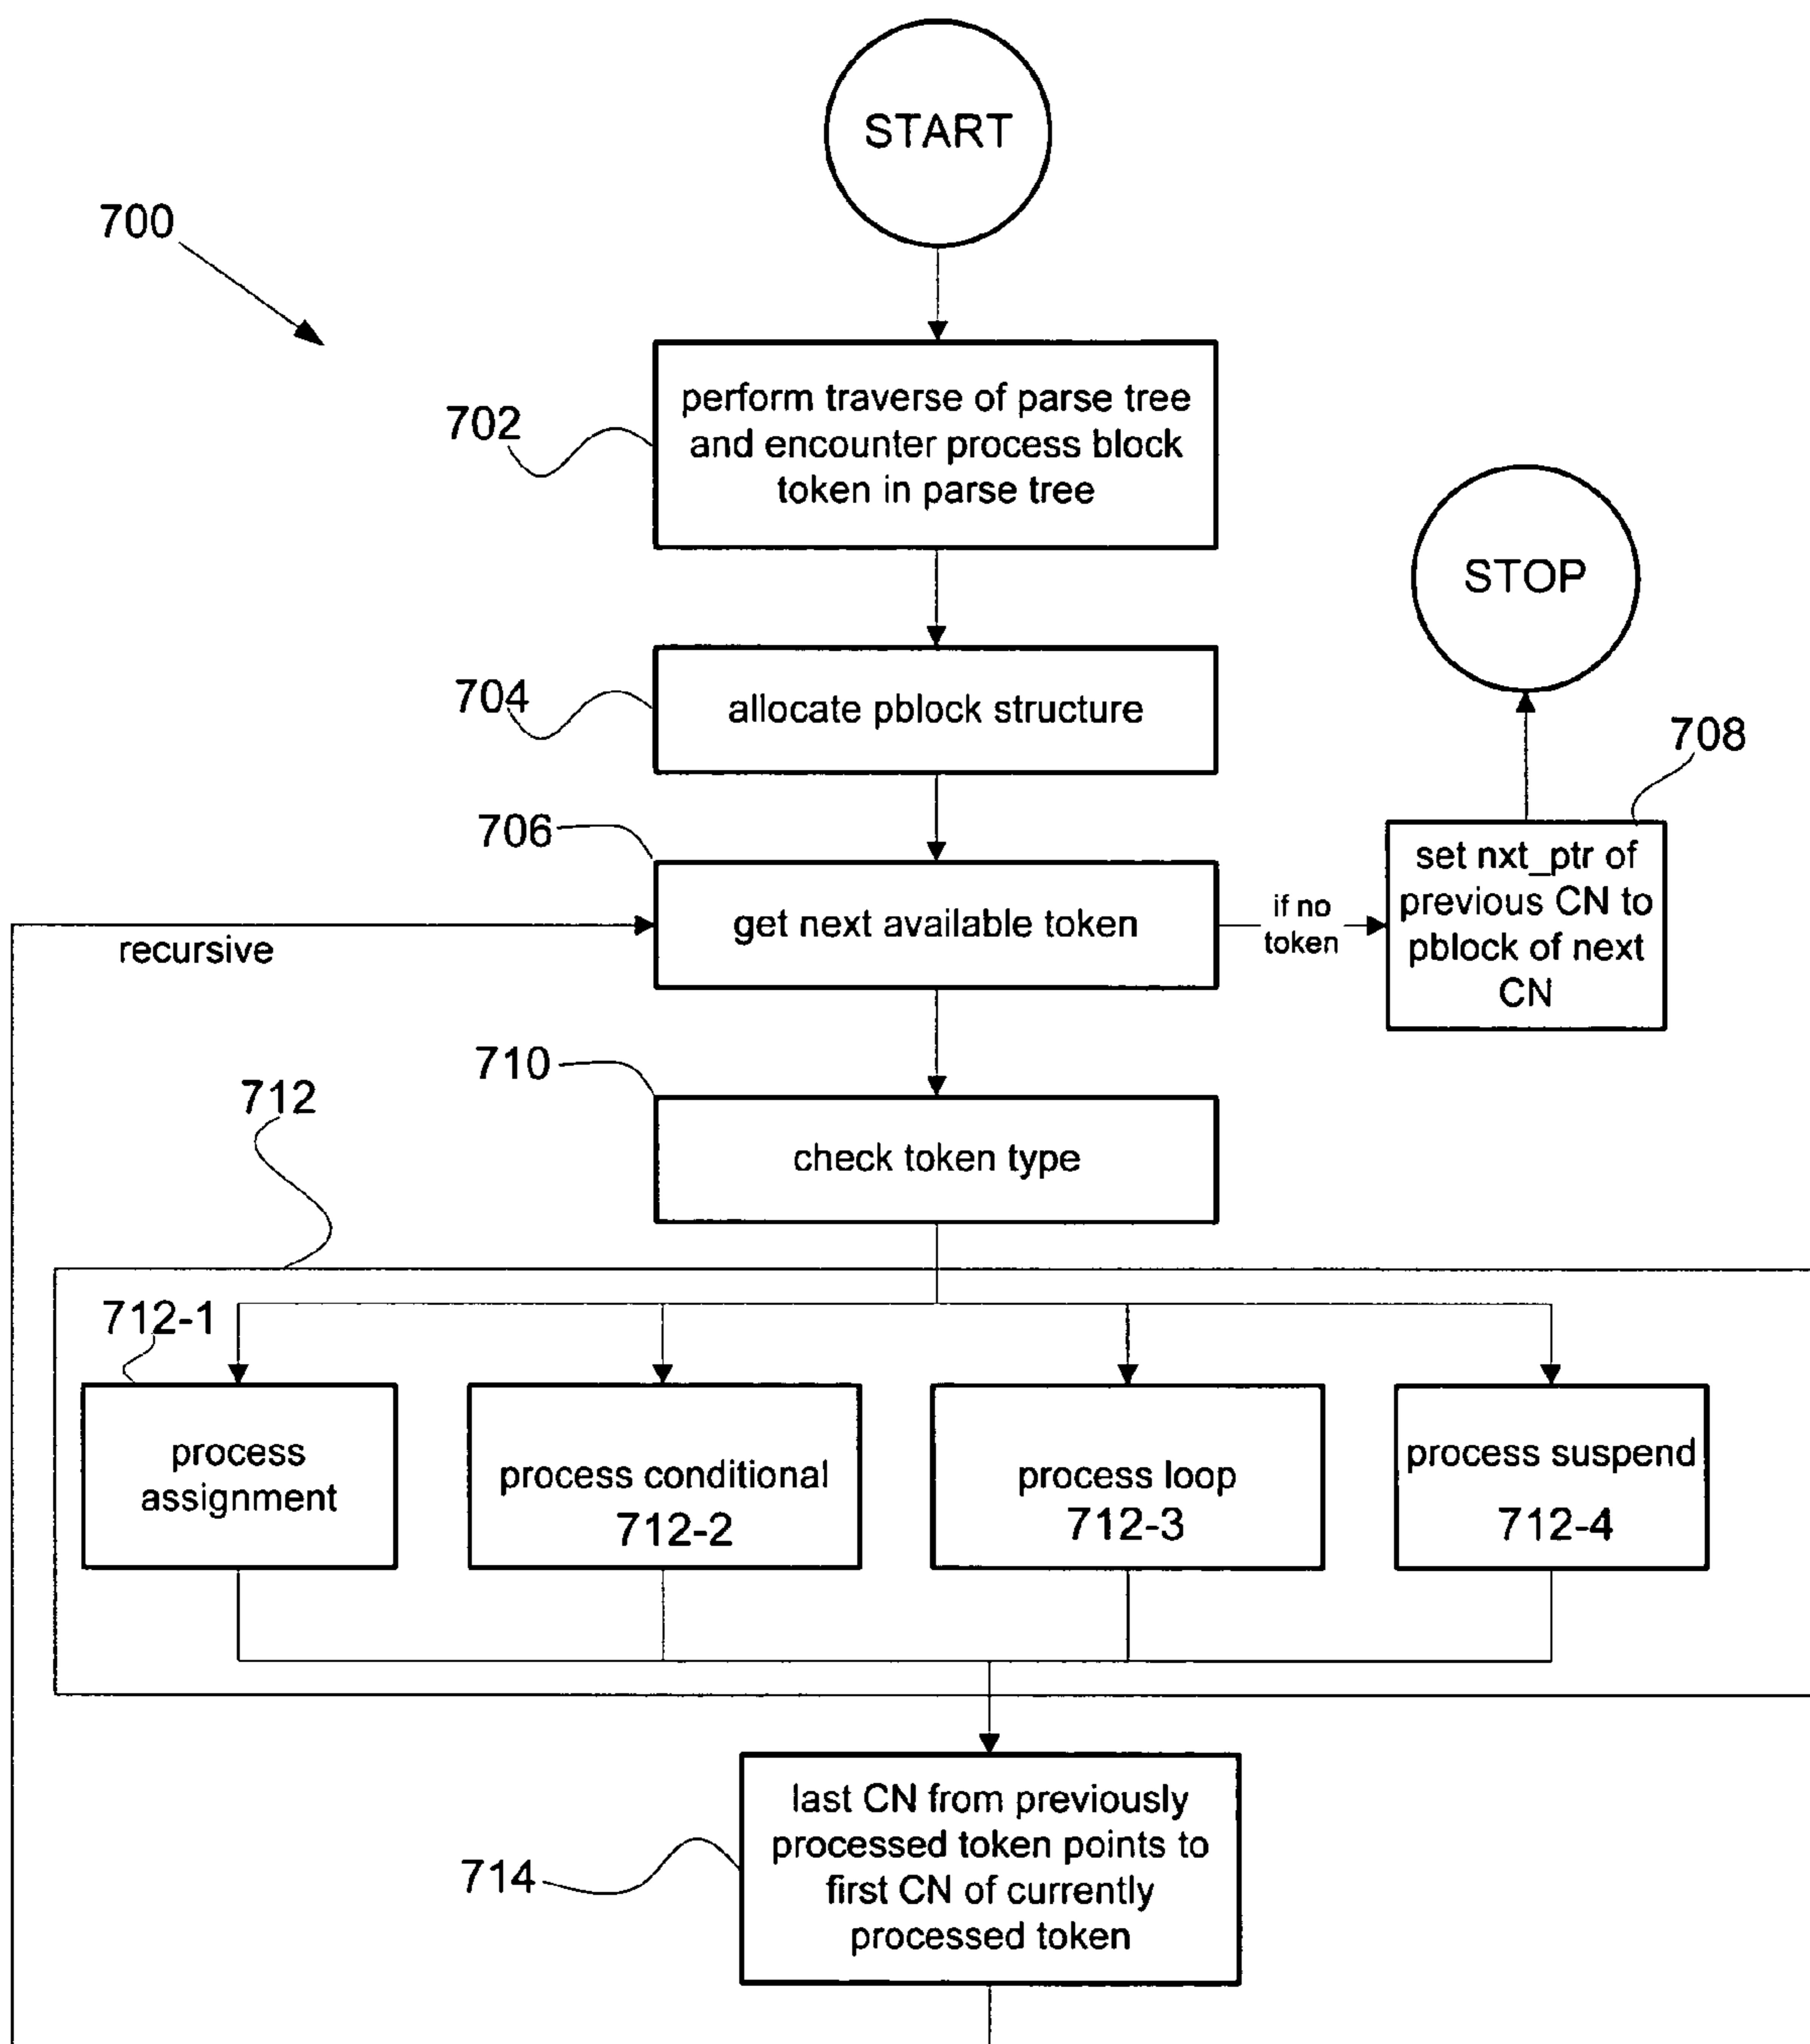 START
700
perform traverse of parse tree
and encounter process block
token in parse tree
702
STOP
704
allocate pblock structure
708
706
get next available token
if no
token
set nxt_ptr of
previous CN to
pblock of next
CN
recursive
710
check token type
712
712-1
process
assignment
process conditional
712-2
process loop
712-3
process suspend
712-4
last CN from previously
processed token points to
first CN of currently
processed token
714